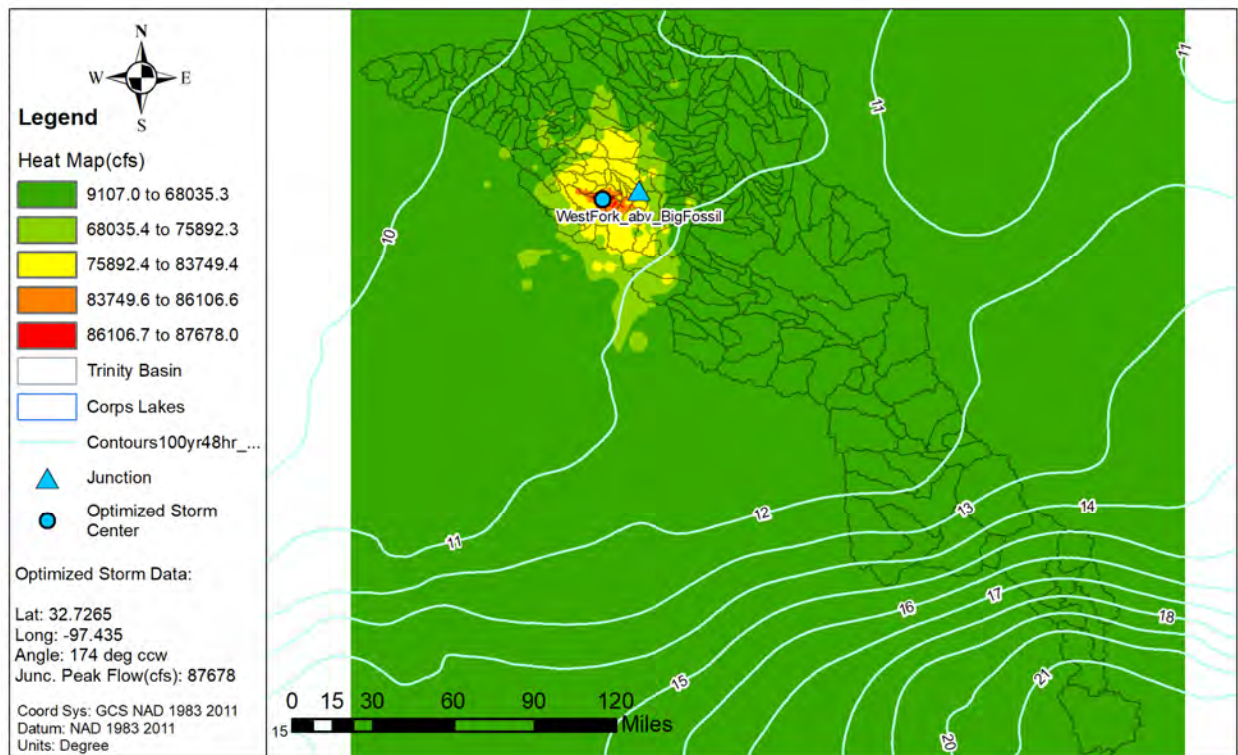 N
W E
S
Legend
Heat Map(cfs)
9107.0 to 68035.3
68035.4 to 75892.3
75892.4 to 83749.4
83749.6 to 86106.6
86106.7 to 87678.0
Trinity Basin
Corps Lakes
Contours100yr48hr_...
Junction
Optimized Storm
Center
Optimized Storm Data:
Lat: 32.7265
Long: -97.435
Angle: 174 deg ccw
Junc. Peak Flow(cfs): 87678
Coord Sys: GCS NAD 1983 2011
Datum: NAD 1983 2011
Units: Degree
11
11
WestFork_abv_BigFossil
10
12
13
14
11
16
17
18
15
21
20
0 15 30 60 90 120
Miles
15